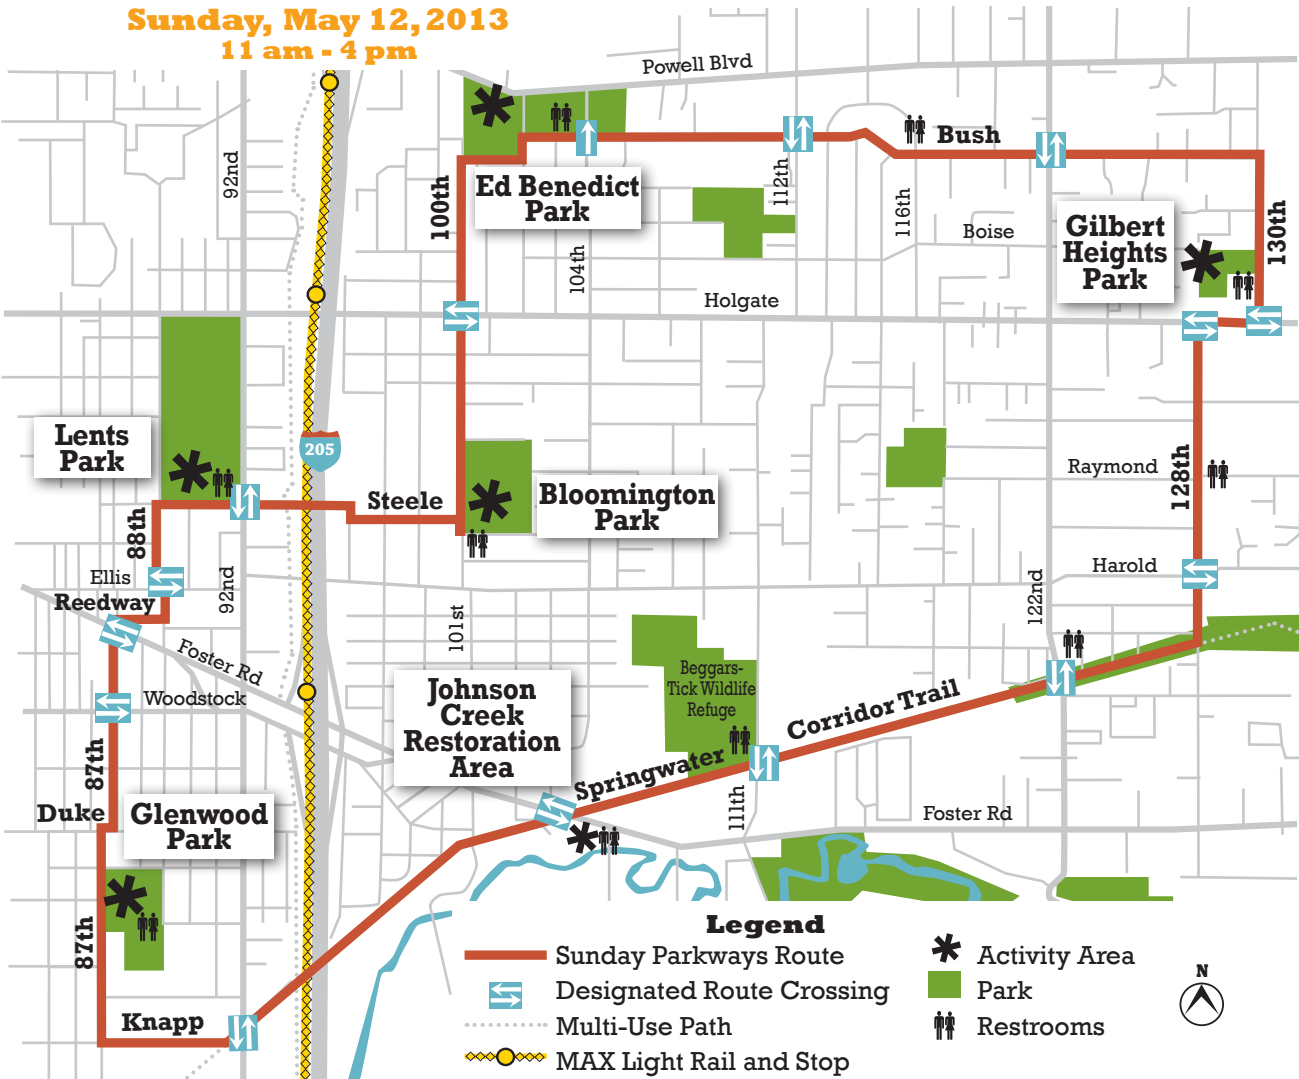 Sunday, May 12, 2013
11 am - 4 pm
Powell Blvd
Bush
92nd
100th
Ed Benedict
Park
112th
116th
Boise
Gilbert
Heights
Park
130th
104th
Holgate
Lents
Park
205
Steele
Bloomington
Park
Raymond
128th
88th
Ellis
Reedway
92nd
Harold
122nd
101st
Foster Rd
Woodstock
Beggars-
Tick Wildlife
Refuge
Johnson
Creek
Restoration
Area
Springwater
Corridor Trail
87th
Duke
Glenwood
Park
111th
Foster Rd
87th
Knapp
Legend
Sunday Parkways Route
Designated Route Crossing
Multi-Use Path
MAX Light Rail and Stop
Activity Area
Park
Restrooms
N